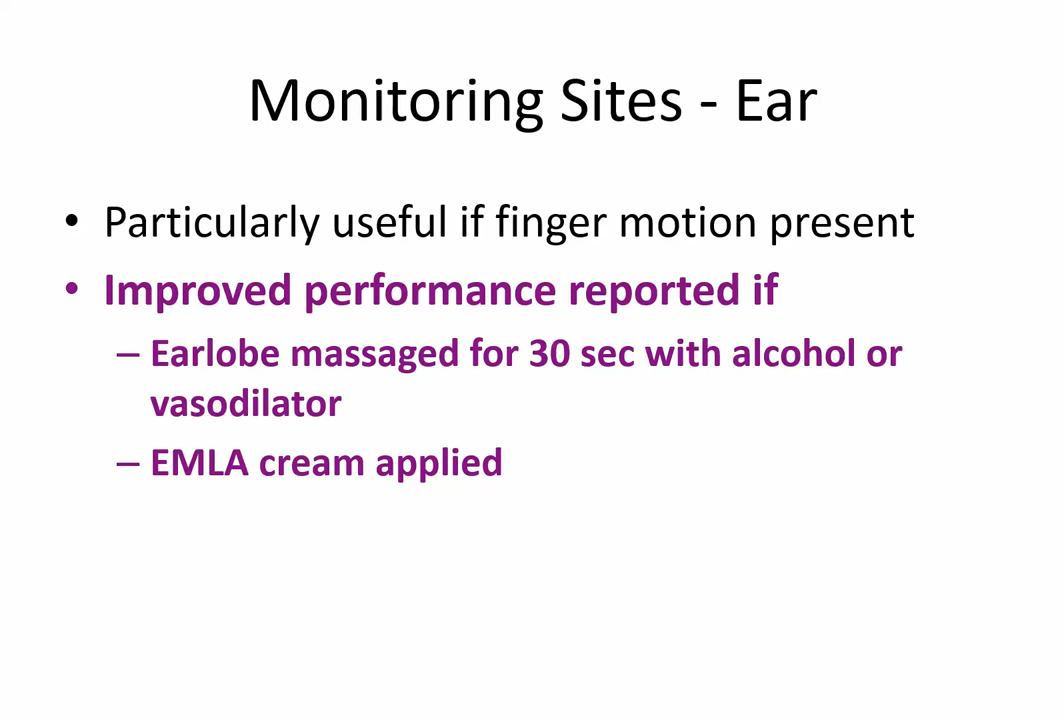 Monitoring Sites - Ear
• Particularly useful if finger motion present
• Improved performance reported if
– Earlobe massaged for 30 sec with alcohol or
vasodilator
– EMLA cream applied